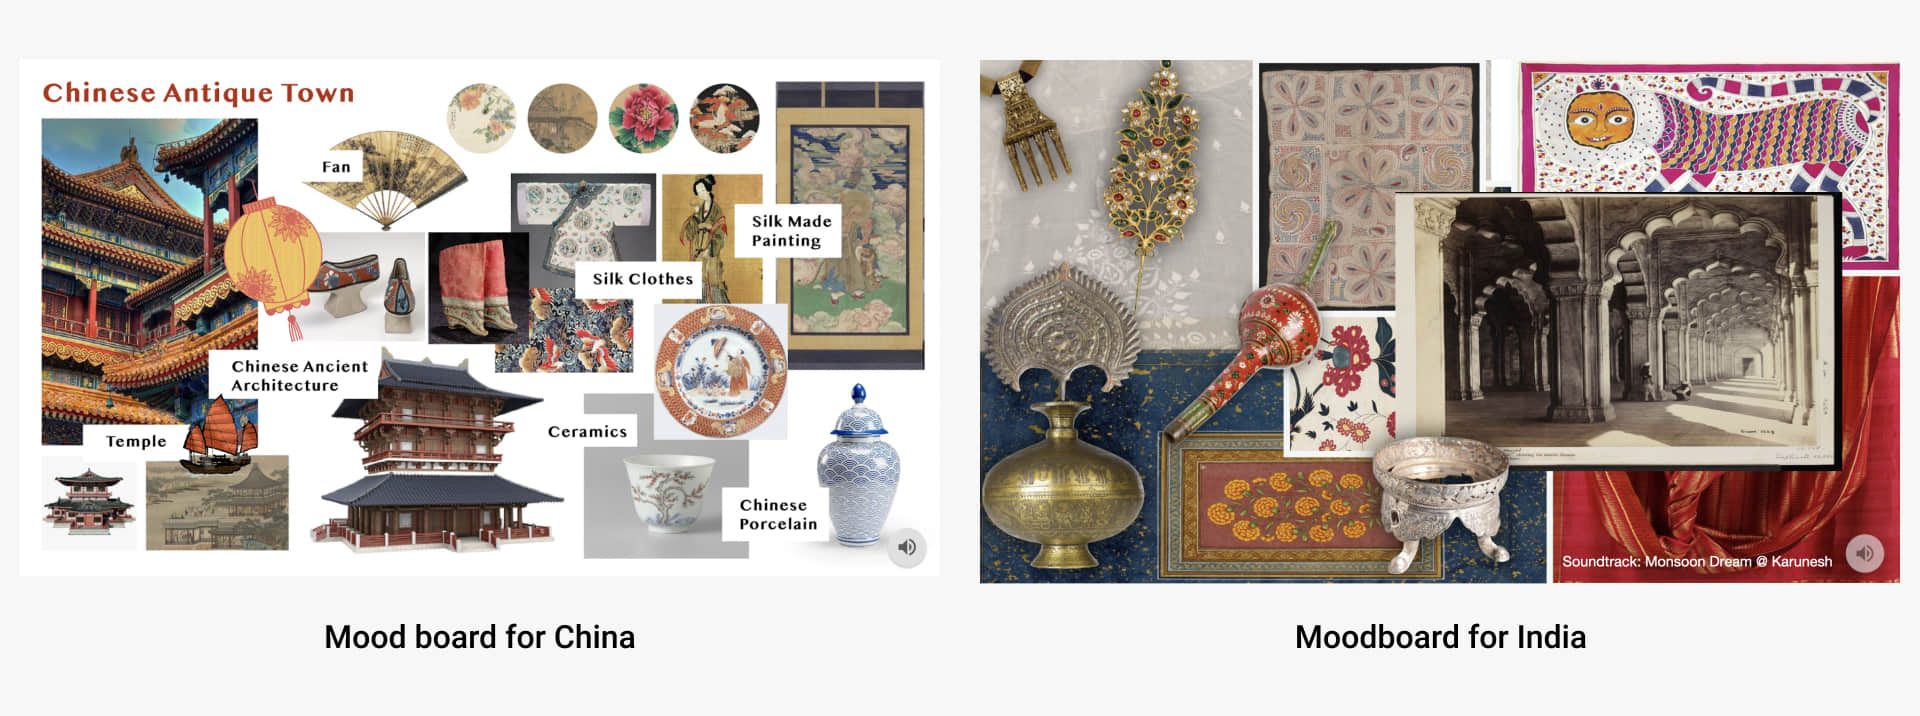 Chinese Antique Town
Fan
Silk Made
Painting
Silk Clothes
Chinese Ancient
Architecture
Temple
Ceramics
Chinese
Porcelain
Soundtrack: Monsoon Dream @ Karunesh
Mood board for China
Moodboard for India